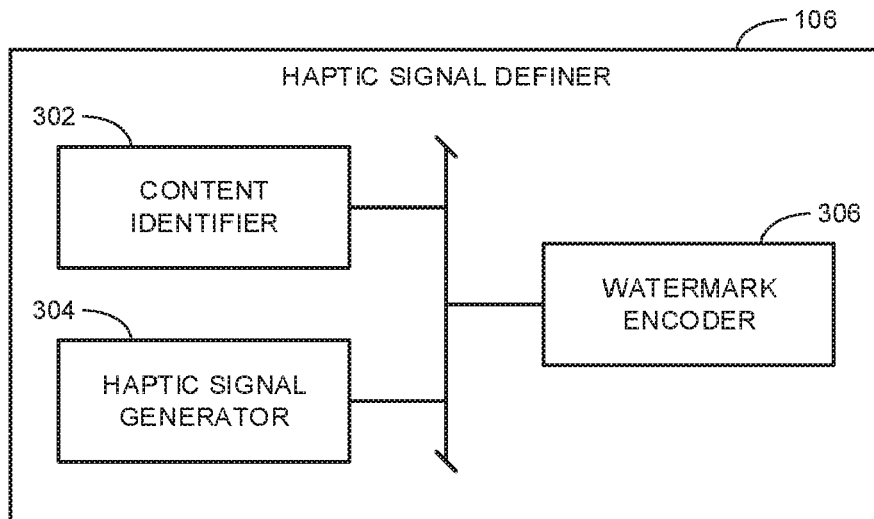 106
HAPTIC SIGNAL DEFINER
302
CONTENT
IDENTIFIER
306
WATERMARK
ENCODER
304
HAPTIC SIGNAL
GENERATOR